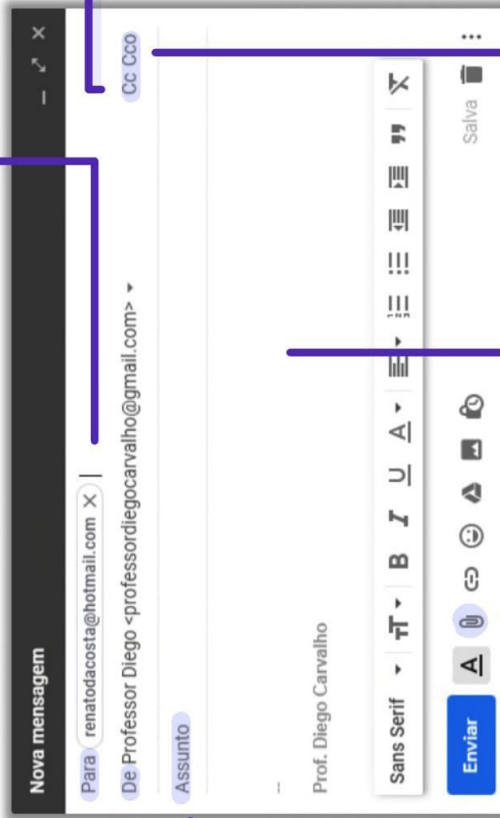 Nova mensagem
Para renatodacosta@hotmail.com
Cc Cco
De Professor Diego <professordiegocarvalho@gmail.com>
Assunto
--
Prof. Diego Carvalho
Sans Serif
B I U A
Enviar
A
Salva